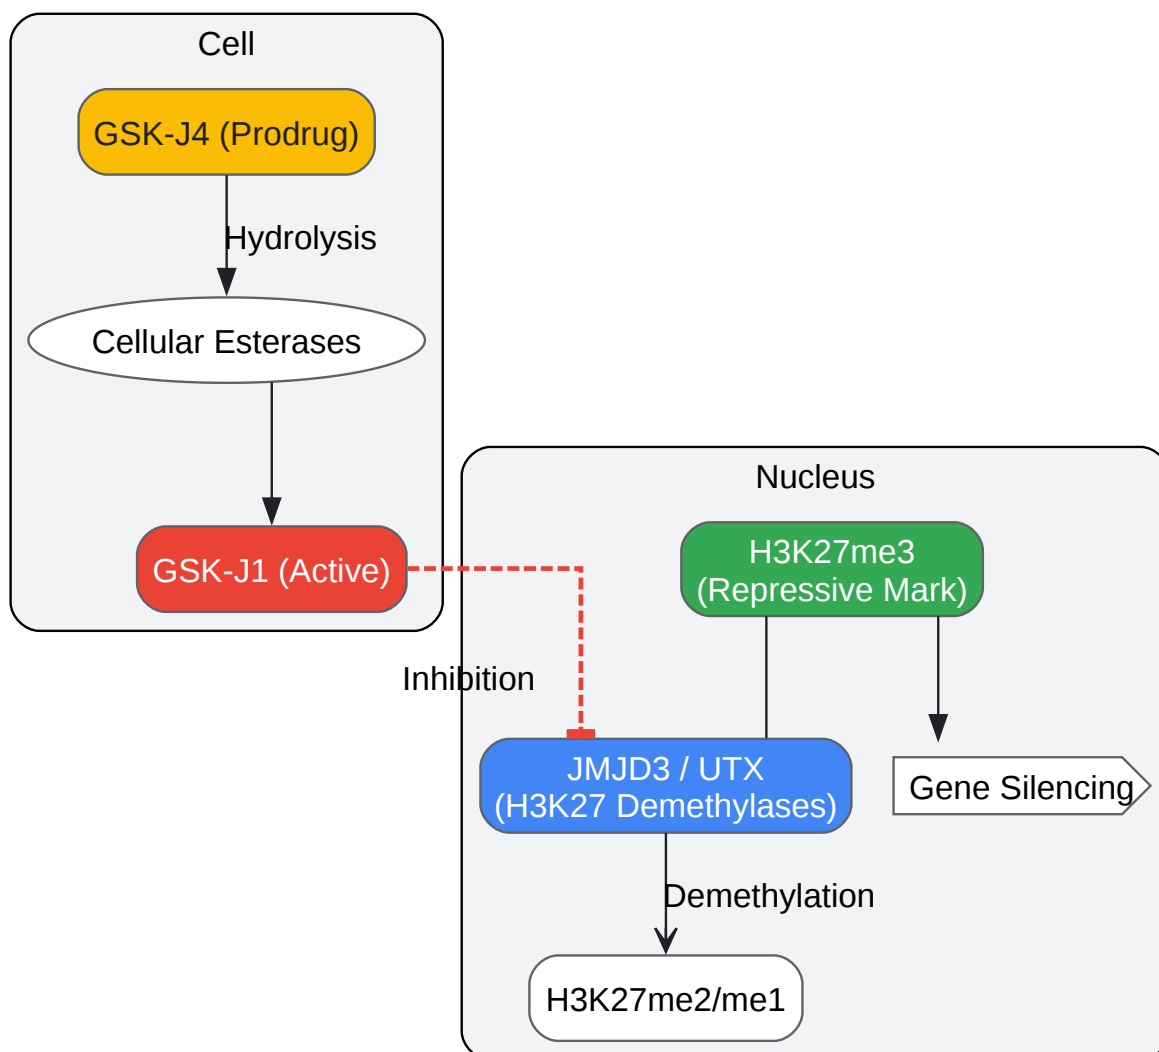 Cell
GSK-J4 (Prodrug)
Hydrolysis
Cellular Esterases
GSK-J1 (Active)
Inhibition
Nucleus
H3K27me3
(Repressive Mark)
JMJD3 / UTX
(H3K27 Demethylases)
Gene Silencing
Demethylation
H3K27me2/me1